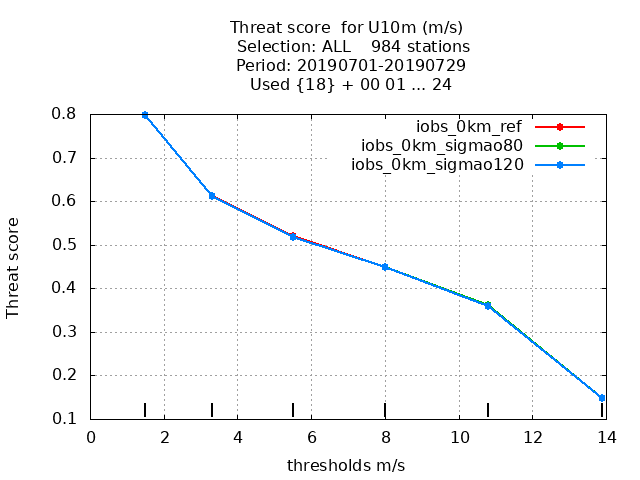 Threat score  for U10m (m/s)
Selection: ALL    984 stations
Period: 20190701-20190729
Used {18} + 00 01 ... 24
iobs_0km_ref
iobs_0km_sigmao80
iobs_0km_sigmao120
Threat score
0.8
0.7
0.6
0.5
0.4
0.3
0.2
0.1
0 2 4 6 8 10 12 14
thresholds m/s